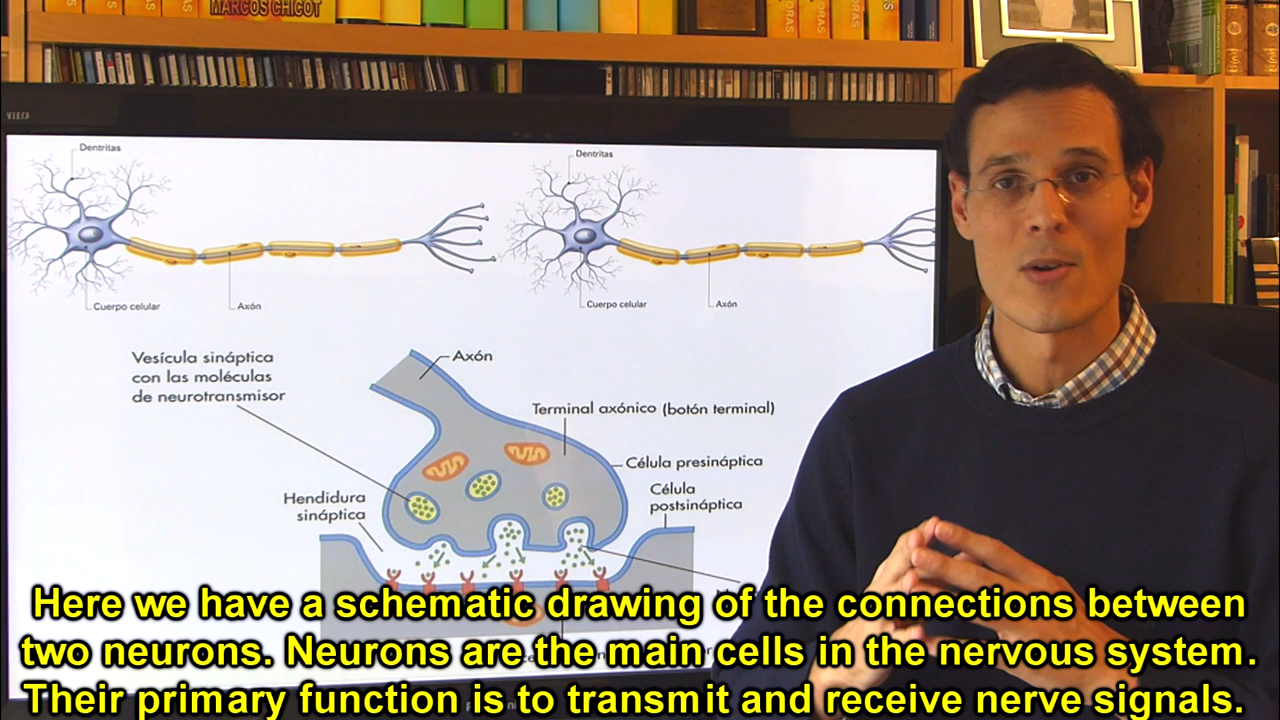 MARCOS CHICOT
Dentritas
Dentritas
Cuerpo celular
Axón
Cuerpo celular
Axón
Vesícula sináptica
con las moléculas
de neurotransmisor
Axón
Terminal axónico (botón terminal)
Célula presináptica
Célula
postsináptica
Hendidura
sináptica
Here we have a schematic drawing of the connections between
two neurons. Neurons are the main cells in the nervous system.
Their primary function is to transmit and receive nerve signals.